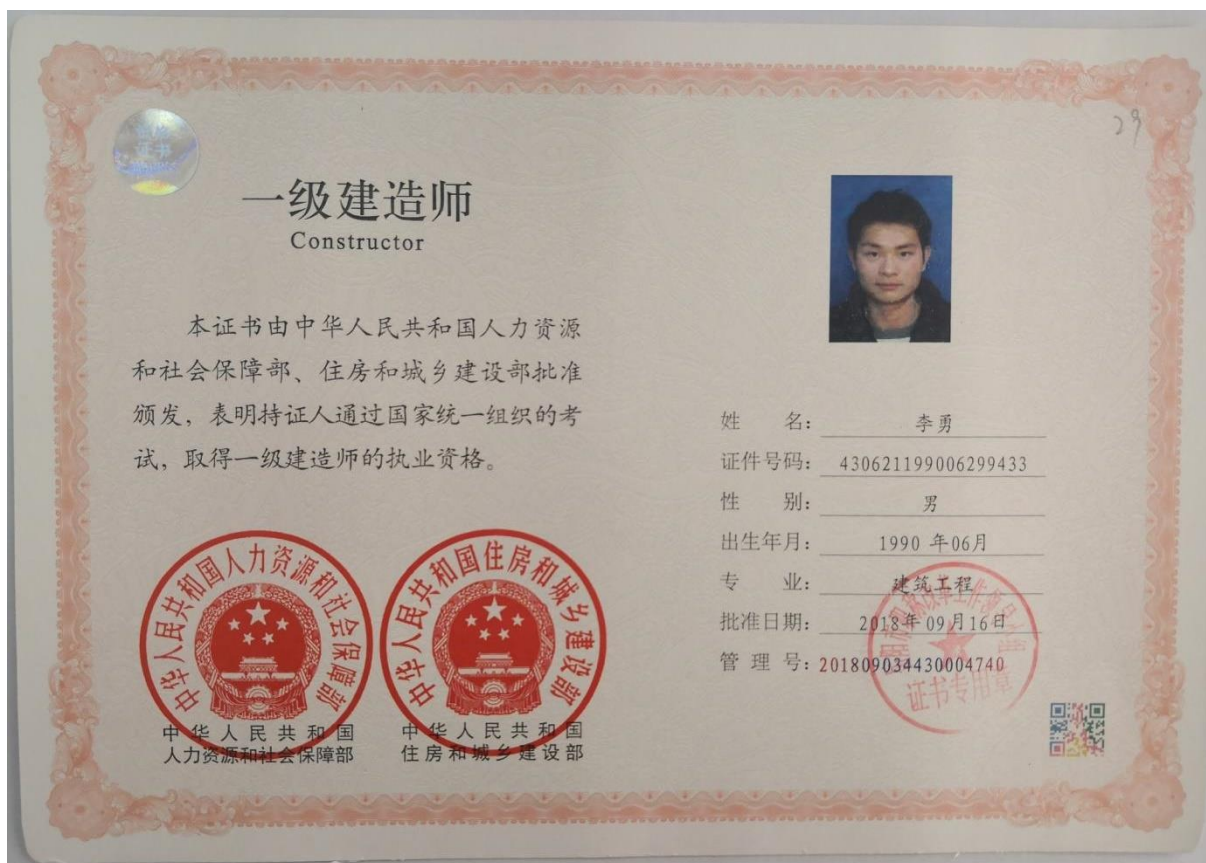 资格
证书
29
一级建造师
Constructor
本证书由中华人民共和国人力资源
和社会保障部、住房和城乡建设部批准
颁发，表明持证人通过国家统一组织的考
试，取得一级建造师的执业资格。
姓 名：李勇
证件号码：430621199006299433
性 别：男
出生年月：1990 年06月
专 业：建筑工程
批准日期：2018年09月16日
管 理 号：201809034430004740
中华人民共和国人力资源和社会保障部
中华人民共和国住房和城乡建设部
中华人民共和国
人力资源和社会保障部
中华人民共和国
住房和城乡建设部
证书专用章